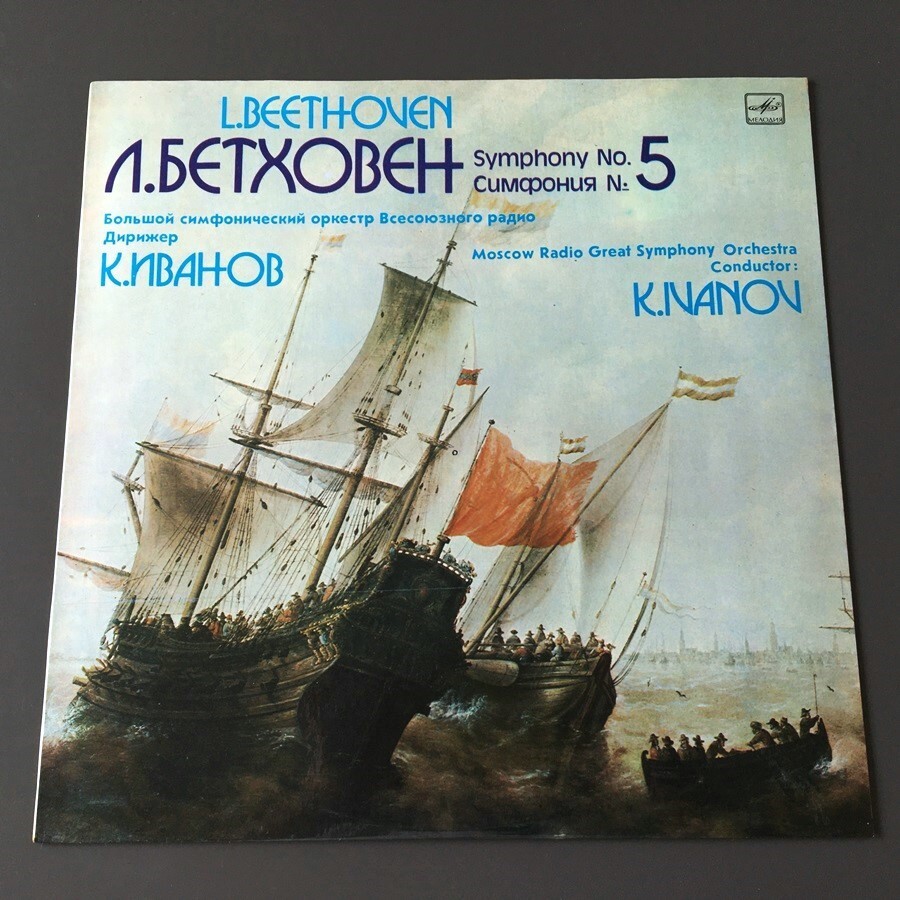 L.BEETHOVEN
Л.БЕТХОВЕН
Symphony No. 5
Симфония №
Большой симфонический оркестр Всесоюзного радио
Дирижер
К.ИВАНОВ
Moscow Radio Great Symphony Orchestra
Conductor:
K.IVANOV
МЕЛОДИЯ